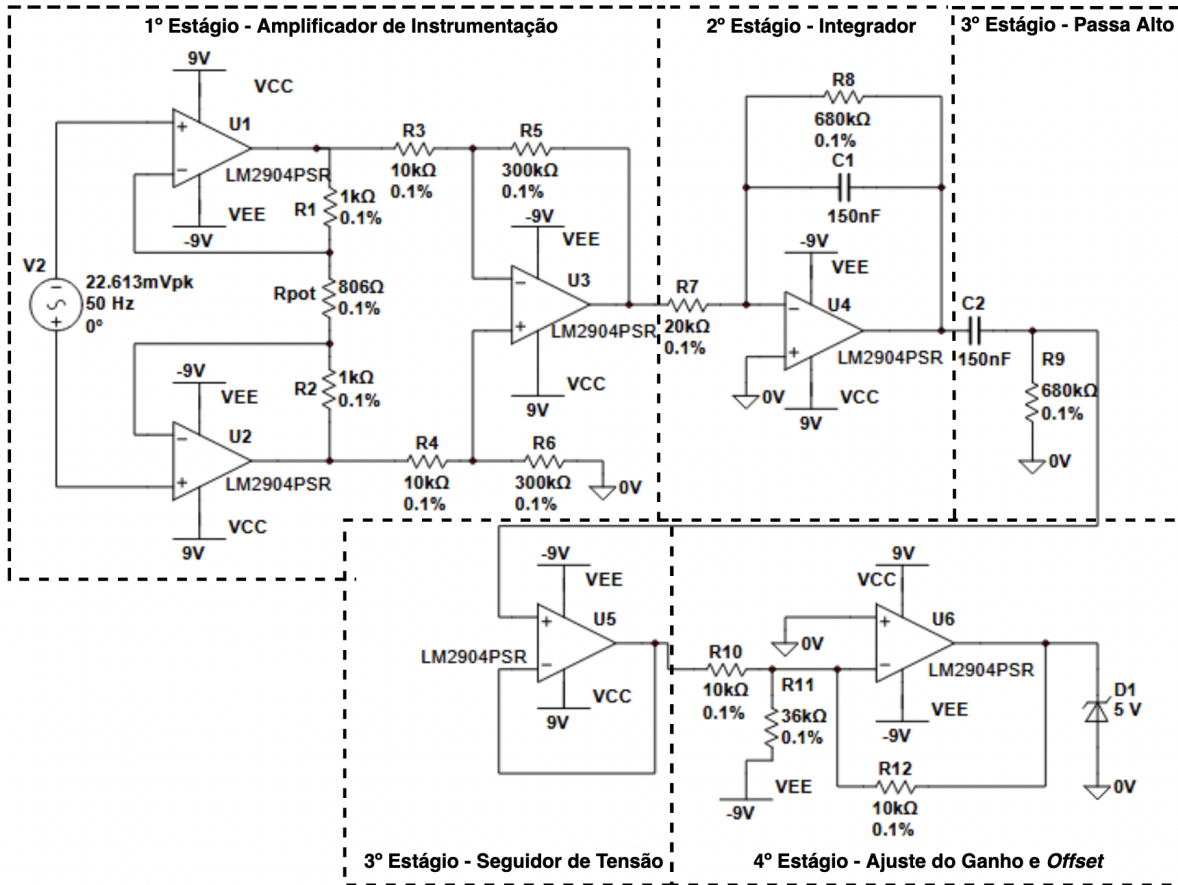 1º Estágio - Amplificador de Instrumentação
2º Estágio - Integrador
3º Estágio - Passa Alto
9V
VCC
U1
LM2904PSR
VEE
-9V
R1
1kΩ
0.1%
R3
10kΩ
0.1%
R5
300kΩ
0.1%
V2
22.613mVpk
50 Hz
0º
Rpot
806Ω
0.1%
-9V
VEE
U3
LM2904PSR
VCC
9V
-9V
VEE
R2
1kΩ
0.1%
U2
LM2904PSR
VCC
9V
R4
10kΩ
0.1%
R6
300kΩ
0.1%
0V
R8
680kΩ
0.1%
C1
150nF
-9V
VEE
R7
20kΩ
0.1%
U4
LM2904PSR
0V
VCC
9V
C2
150nF
R9
680kΩ
0.1%
0V
-9V
VEE
U5
LM2904PSR
VCC
9V
9V
VCC
U6
0V
LM2904PSR
R10
10kΩ
0.1%
R11
36kΩ
0.1%
VEE
-9V
VEE
-9V
R12
10kΩ
0.1%
D1
5 V
0V
3º Estágio - Seguidor de Tensão
4º Estágio - Ajuste do Ganho e Offset